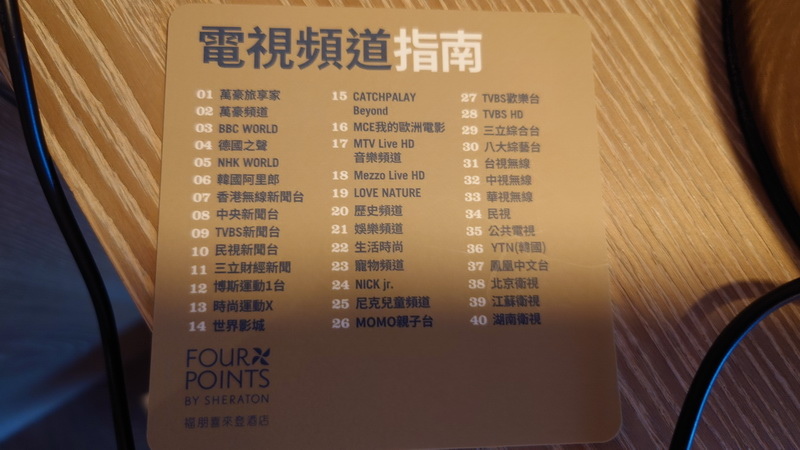 電視頻道指南
01 萬豪旅享家
02 萬豪頻道
03 BBC WORLD
04 德國之聲
05 NHK WORLD
06 韓國阿里郎
07 香港無線新聞台
08 中央新聞台
09 TVBS新聞台
10 民視新聞台
11 三立財經新聞
12 博斯運動1台
13 時尚運動X
14 世界影城
15 CATCHPALAY
Beyond
16 MCE我的歐洲電影
17 MTV Live HD
音樂頻道
18 Mezzo Live HD
19 LOVE NATURE
20 歷史頻道
21 娛樂頻道
22 生活時尚
23 寵物頻道
24 NICK jr.
25 尼克兒童頻道
26 MOMO親子台
27 TVBS歡樂台
28 TVBS HD
29 三立綜合台
30 八大綜藝台
31 台視無線
32 中視無線
33 華視無線
34 民視
35 公共電視
36 YTN(韓國)
37 鳳凰中文台
38 北京衛視
39 江蘇衛視
40 湖南衛視
FOUR
POINTS
BY SHERATON
福朋喜來登酒店